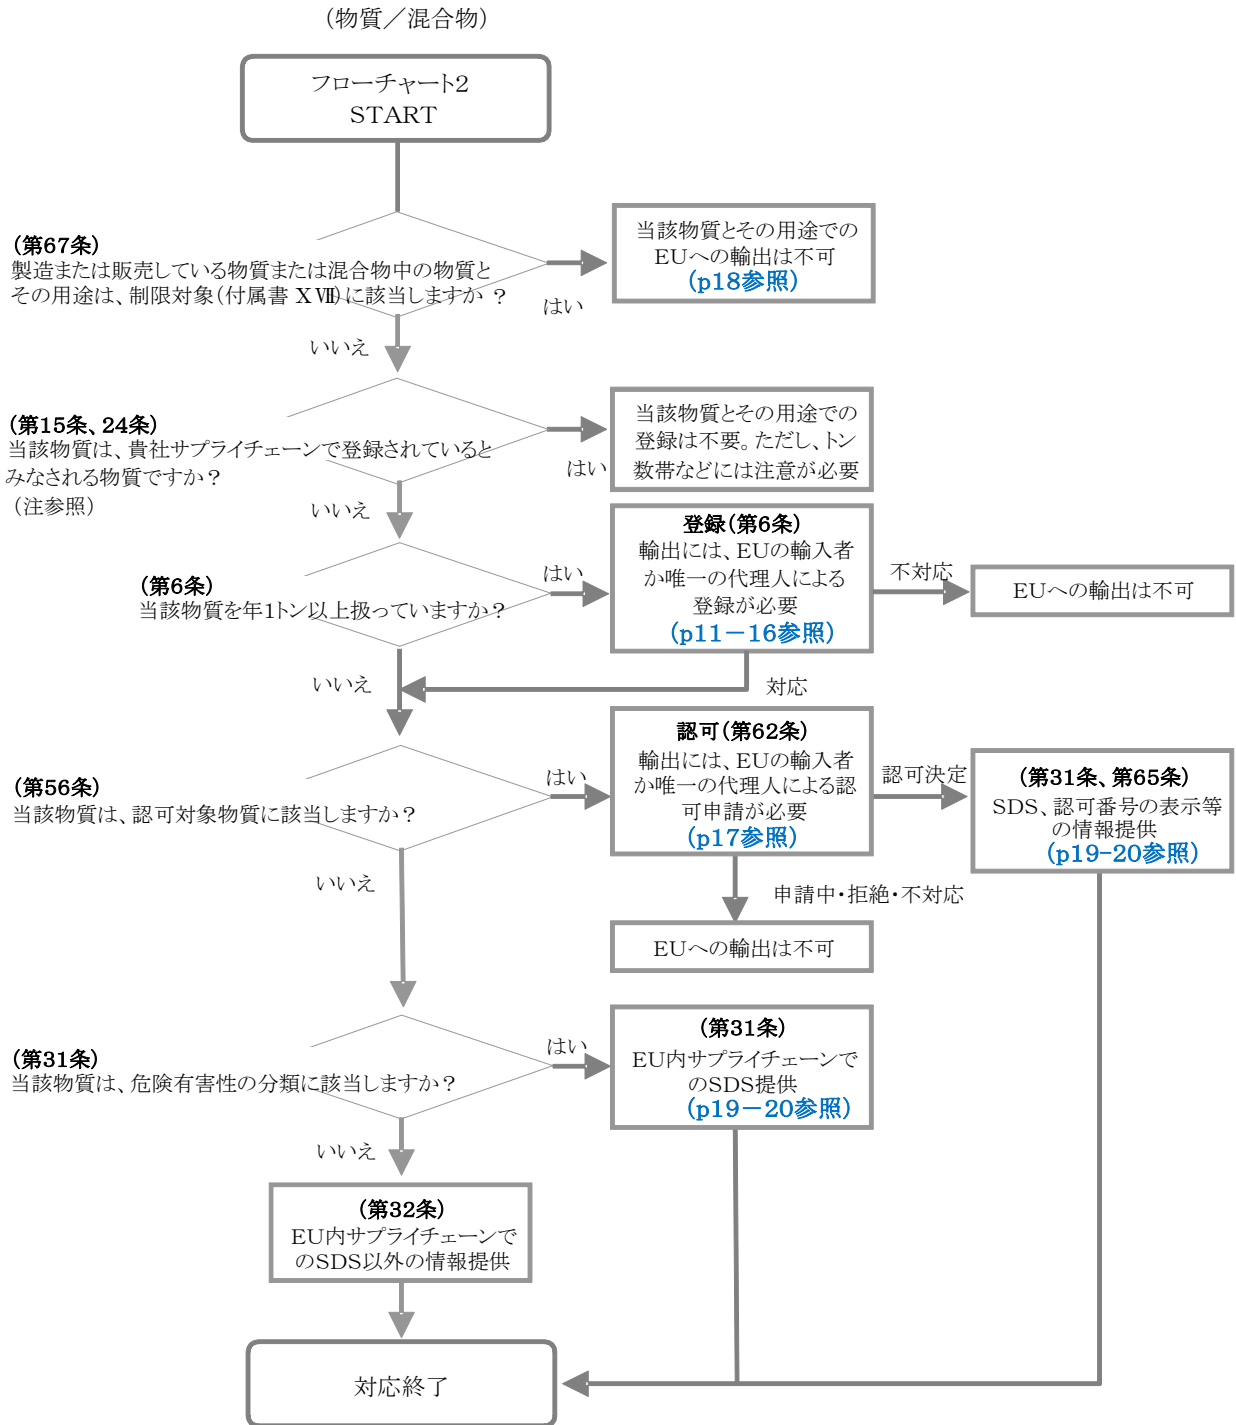 (物質／混合物)
フローチャート2
START
(第67条)
製造または販売している物質または混合物中の物質と
その用途は、制限対象(付属書 ⅩⅦ)に該当しますか ?
はい
当該物質とその用途での
EUへの輸出は不可
(p18参照)
いいえ
(第15条、24条)
当該物質は、貴社サプライチェーンで登録されていると
みなされる物質ですか？
(注参照)
はい
当該物質とその用途での
登録は不要。ただし、トン
数帯などには注意が必要
いいえ
(第6条)
当該物質を年1トン以上扱っていますか？
はい
登録(第6条)
輸出には、EUの輸入者
か唯一の代理人による
登録が必要
(p11－16参照)
不対応
EUへの輸出は不可
いいえ
対応
(第56条)
当該物質は、認可対象物質に該当しますか？
はい
認可(第62条)
輸出には、EUの輸入者
か唯一の代理人による認
可申請が必要
(p17参照)
認可決定
(第31条、第65条)
SDS、認可番号の表示等
の情報提供
(p19-20参照)
いいえ
申請中・拒絶・不対応
EUへの輸出は不可
(第31条)
当該物質は、危険有害性の分類に該当しますか？
はい
(第31条)
EU内サプライチェーンで
のSDS提供
(p19－20参照)
いいえ
(第32条)
EU内サプライチェーンで
のSDS以外の情報提供
対応終了